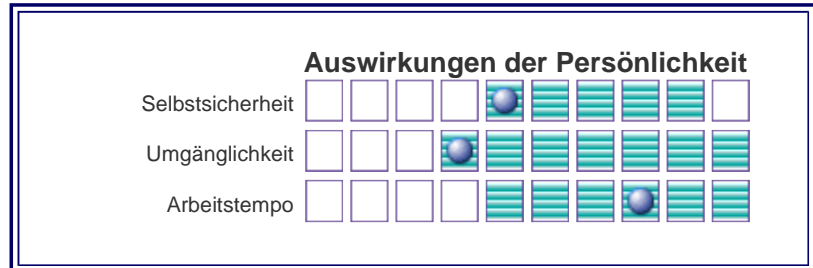 Auswirkungen der Persönlichkeit
Selbstsicherheit
Umgänglichkeit
Arbeitstempo